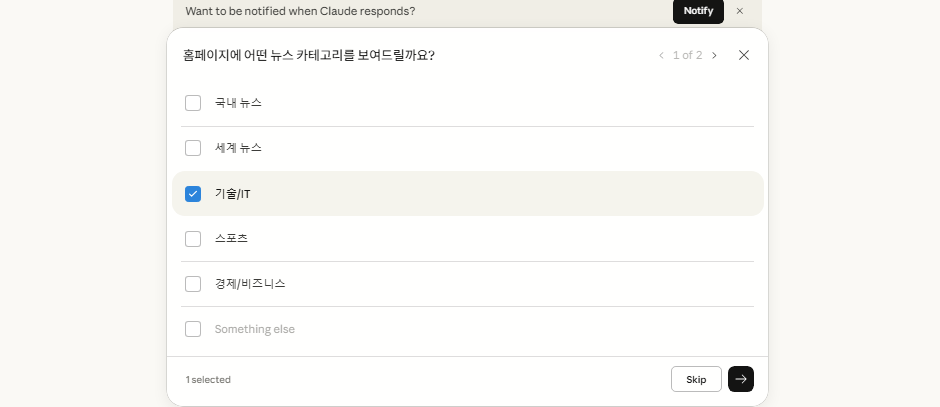 Want to be notified when Claude responds?
Notify
홈페이지에 어떤 뉴스 카테고리를 보여드릴까요?
1 of 2
국내 뉴스
세계 뉴스
기술/IT
스포츠
경제/비즈니스
Something else
1 selected
Skip